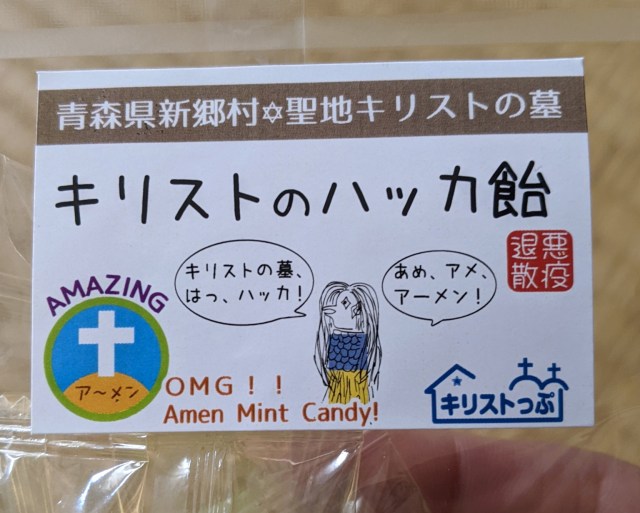 青森県新郷村✡聖地キリストの墓
キリストのハッカ飴
悪疫
退散
キリストの墓、
はっ、ハッカ！
あめ、アメ、
アーメン！
AMAZING
ア〜メン
OMG！！
Amen Mint Candy!
キリストっぷ